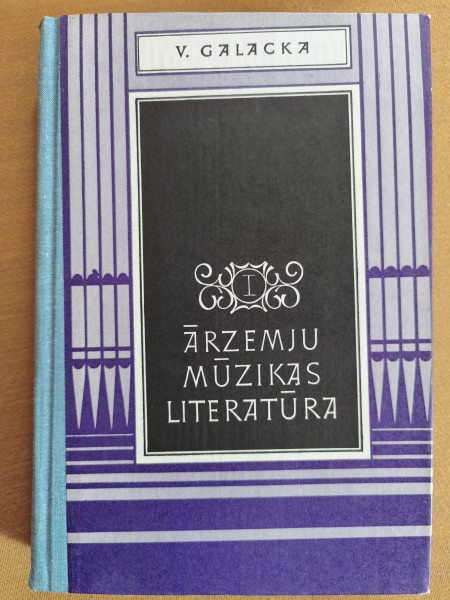 V. GALACKA
I
ĀRZEMJU
MŪZIKAS
LITERATŪRA